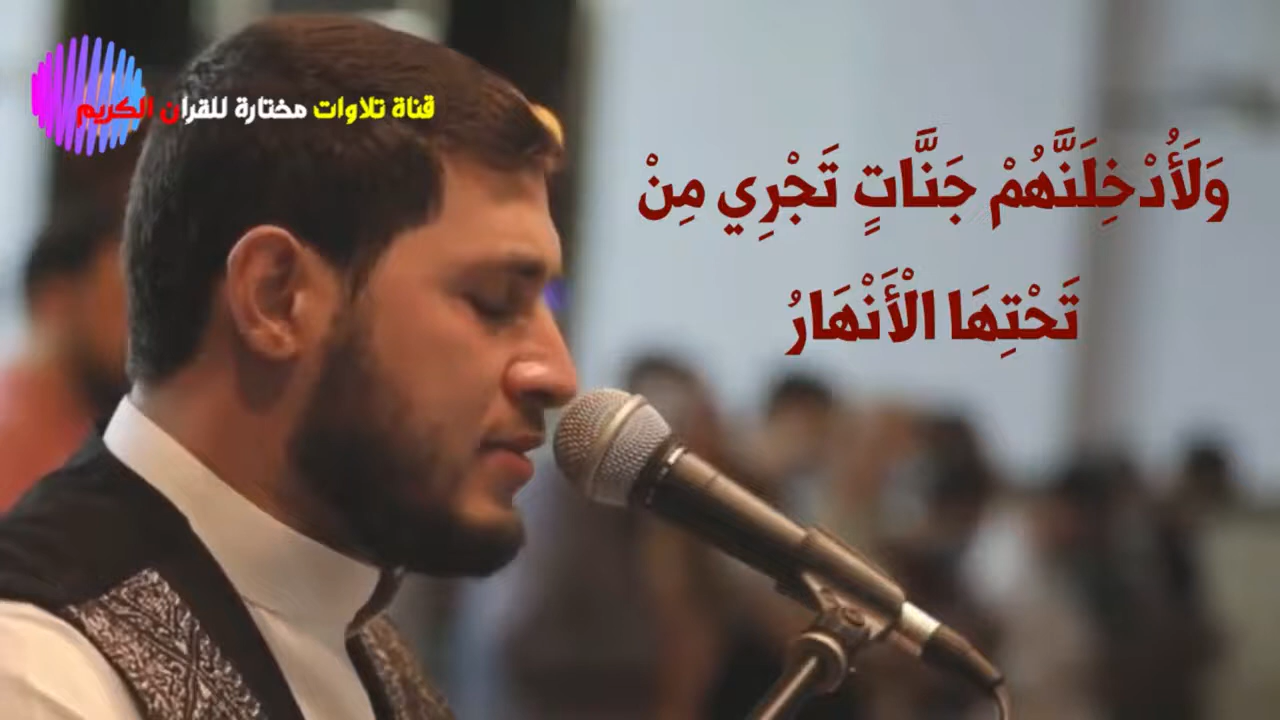 قناة تلاوات مختارة للقران الكريم
وَلَأُدْخِلَنَّهُمْ جَنَّاتٍ تَجْرِي مِنْ
تَحْتِهَا الْأَنْهَارُ